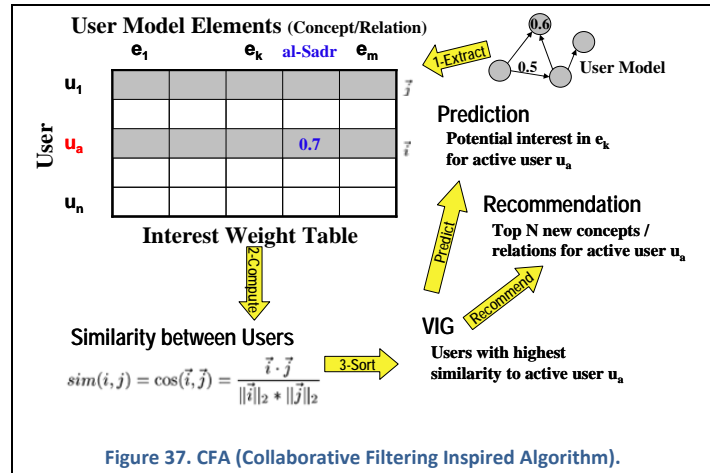 User Model Elements (Concept/Relation)
e1 ek al-Sadr em
u1
ua 0.7
un
User
j
i
Interest Weight Table
1-Extract
0.6
0.5
User Model
Prediction
Potential interest in ek
for active user ua
Recommendation
Top N new concepts /
relations for active user ua
Predict
Recommend
2-Compute
Similarity between Users
sim(i, j) = cos(i⃗, j⃗) = i⃗ · j⃗ / ||i⃗||2 * ||j⃗||2
3-Sort
VIG
Users with highest
similarity to active user ua
Figure 37. CFA (Collaborative Filtering Inspired Algorithm).